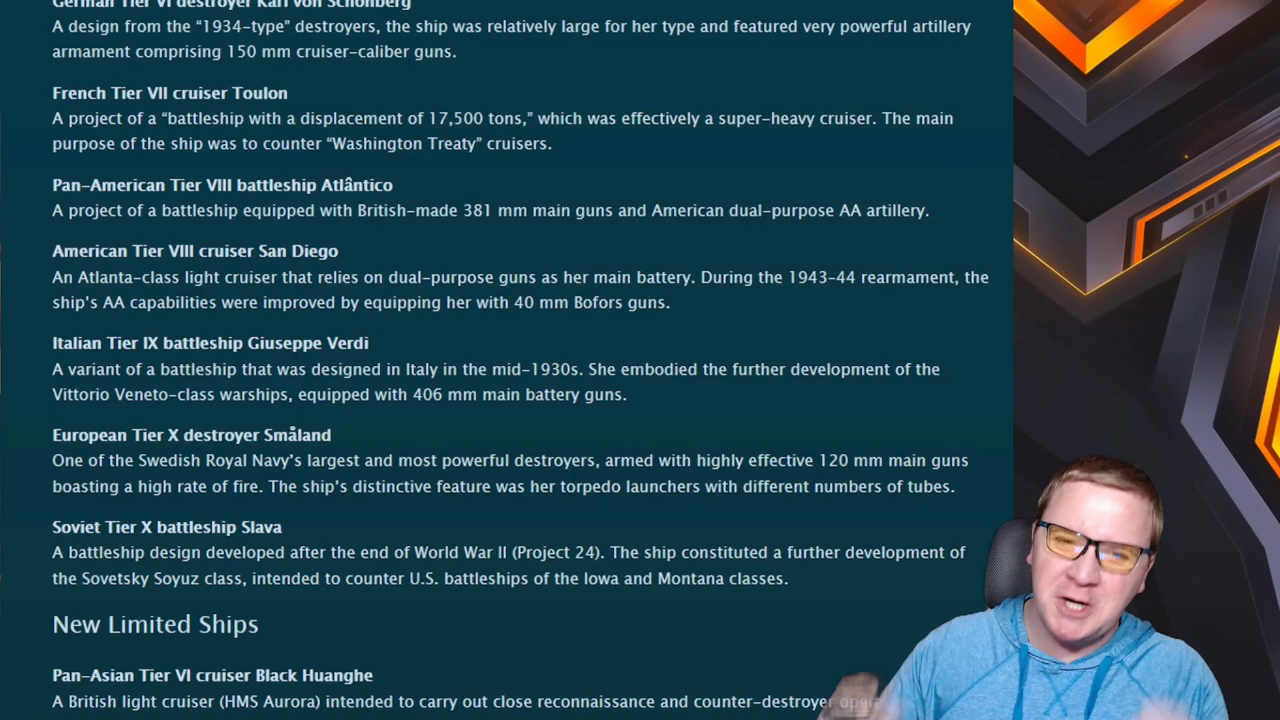 German Tier VI destroyer Karl von Schönberg
A design from the “1934-type” destroyers, the ship was relatively large for her type and featured very powerful artillery
armament comprising 150 mm cruiser-caliber guns.
French Tier VII cruiser Toulon
A project of a “battleship with a displacement of 17,500 tons,” which was effectively a super-heavy cruiser. The main
purpose of the ship was to counter “Washington Treaty” cruisers.
Pan-American Tier VIII battleship Atlântico
A project of a battleship equipped with British-made 381 mm main guns and American dual-purpose AA artillery.
American Tier VIII cruiser San Diego
An Atlanta-class light cruiser that relies on dual-purpose guns as her main battery. During the 1943-44 rearmament, the
ship’s AA capabilities were improved by equipping her with 40 mm Bofors guns.
Italian Tier IX battleship Giuseppe Verdi
A variant of a battleship that was designed in Italy in the mid-1930s. She embodied the further development of the
Vittorio Veneto-class warships, equipped with 406 mm main battery guns.
European Tier X destroyer Småland
One of the Swedish Royal Navy’s largest and most powerful destroyers, armed with highly effective 120 mm main guns
boasting a high rate of fire. The ship’s distinctive feature was her torpedo launchers with different numbers of tubes.
Soviet Tier X battleship Slava
A battleship design developed after the end of World War II (Project 24). The ship constituted a further development of
the Sovetsky Soyuz class, intended to counter U.S. battleships of the Iowa and Montana classes.
New Limited Ships
Pan-Asian Tier VI cruiser Black Huanghe
A British light cruiser (HMS Aurora) intended to carry out close reconnaissance and counter-destroyer